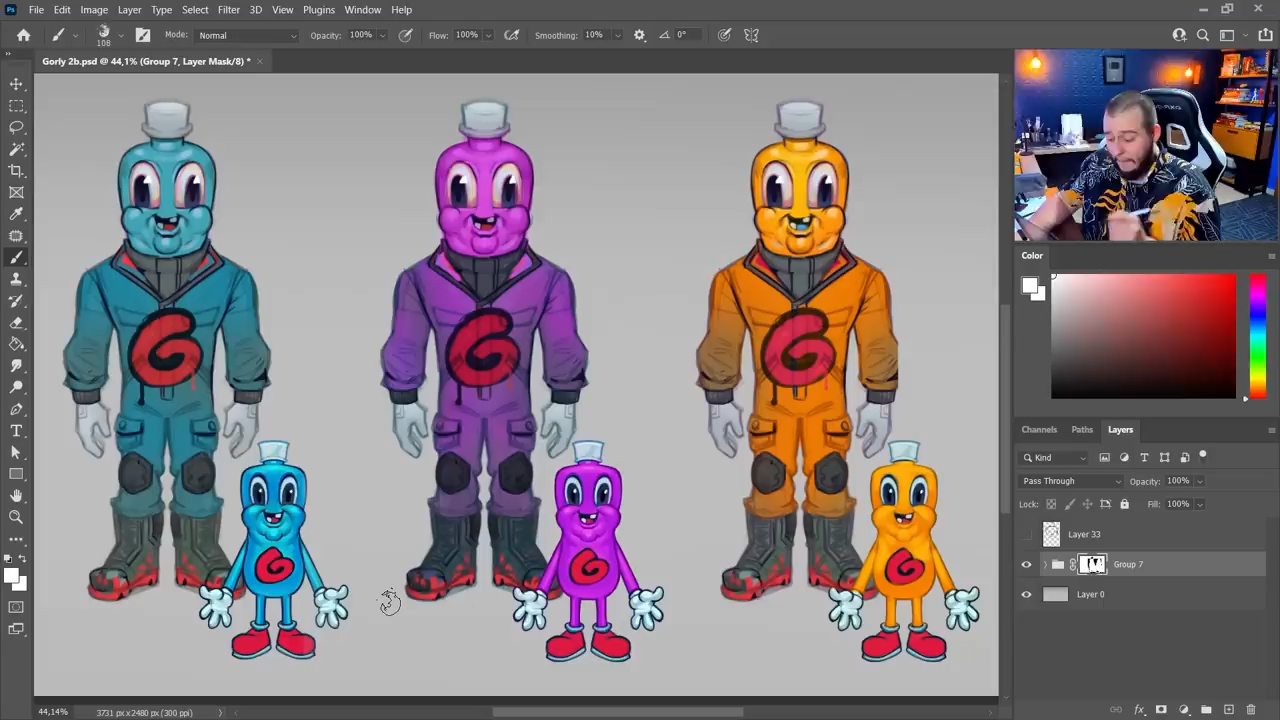 Ps File Edit Image Layer Type Select Filter 3D View Plugins Window Help
108 Mode: Normal Opacity: 100% Flow: 100% Smoothing: 10% 0°
Gorly 2b.psd @ 44,1% (Group 7, Layer Mask/8) * ×
G G G
G G G
Color
Channels Paths Layers
Kind
Pass Through Opacity: 100%
Lock: Fill: 100%
Layer 33
Group 7
Layer 0
fx
44,14% 3731 px x 2480 px (300 ppi)